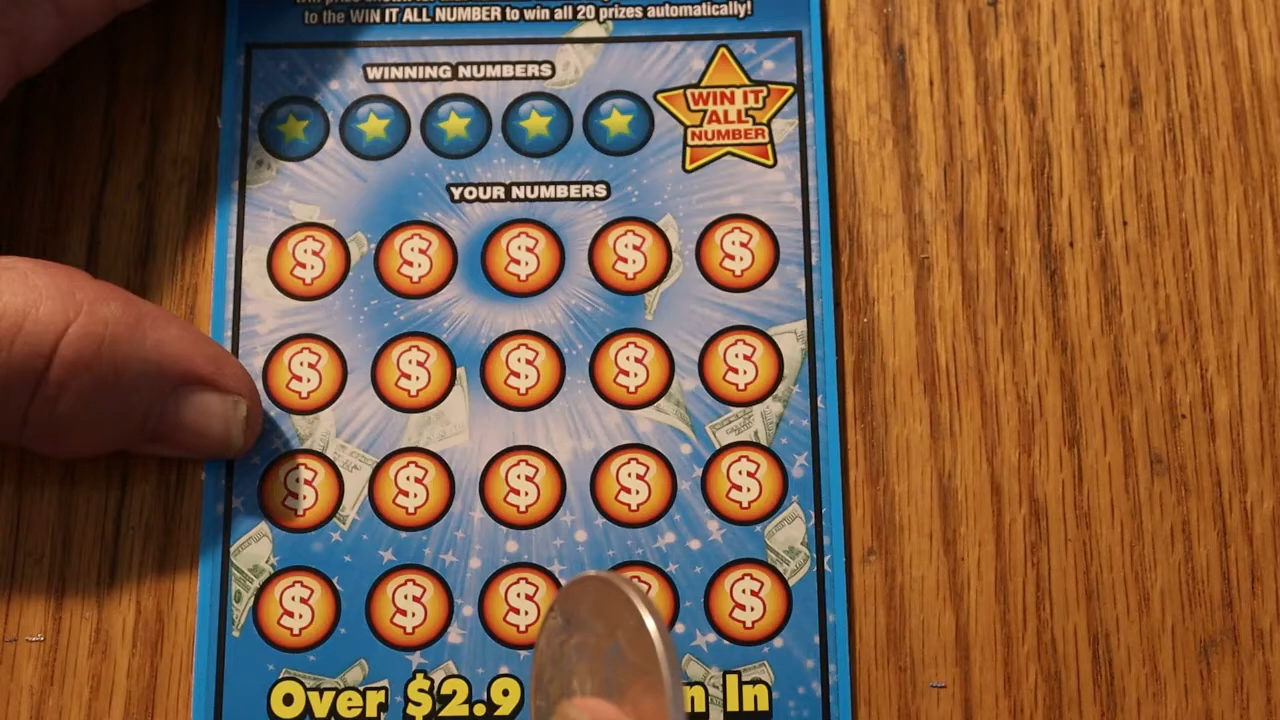 to the WIN IT ALL NUMBER to win all 20 prizes automatically!
WINNING NUMBERS
WIN IT
ALL
NUMBER
YOUR NUMBERS
$ $ $ $ $
$ $ $ $ $
$ $ $ $ $
$ $ $ $ $
Over $2.9 n In